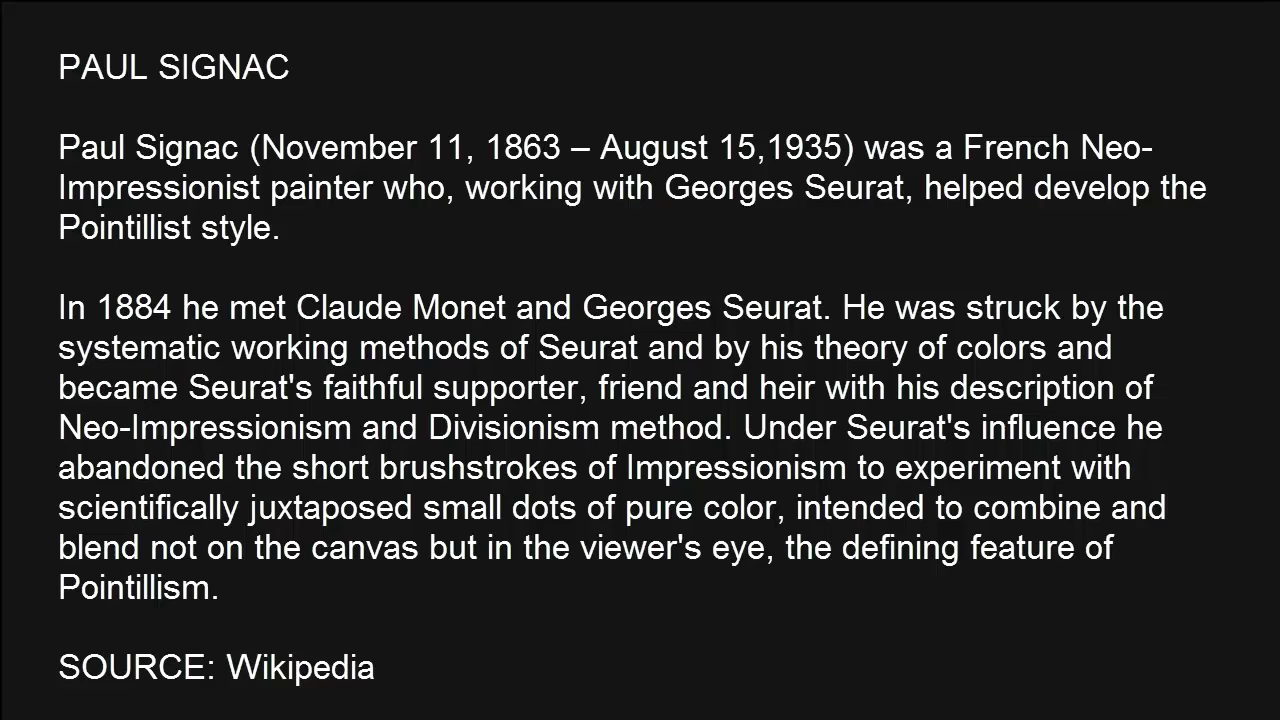 PAUL SIGNAC
Paul Signac (November 11, 1863 – August 15,1935) was a French Neo-
Impressionist painter who, working with Georges Seurat, helped develop the
Pointillist style.
In 1884 he met Claude Monet and Georges Seurat. He was struck by the
systematic working methods of Seurat and by his theory of colors and
became Seurat's faithful supporter, friend and heir with his description of
Neo-Impressionism and Divisionism method. Under Seurat's influence he
abandoned the short brushstrokes of Impressionism to experiment with
scientifically juxtaposed small dots of pure color, intended to combine and
blend not on the canvas but in the viewer's eye, the defining feature of
Pointillism.
SOURCE: Wikipedia